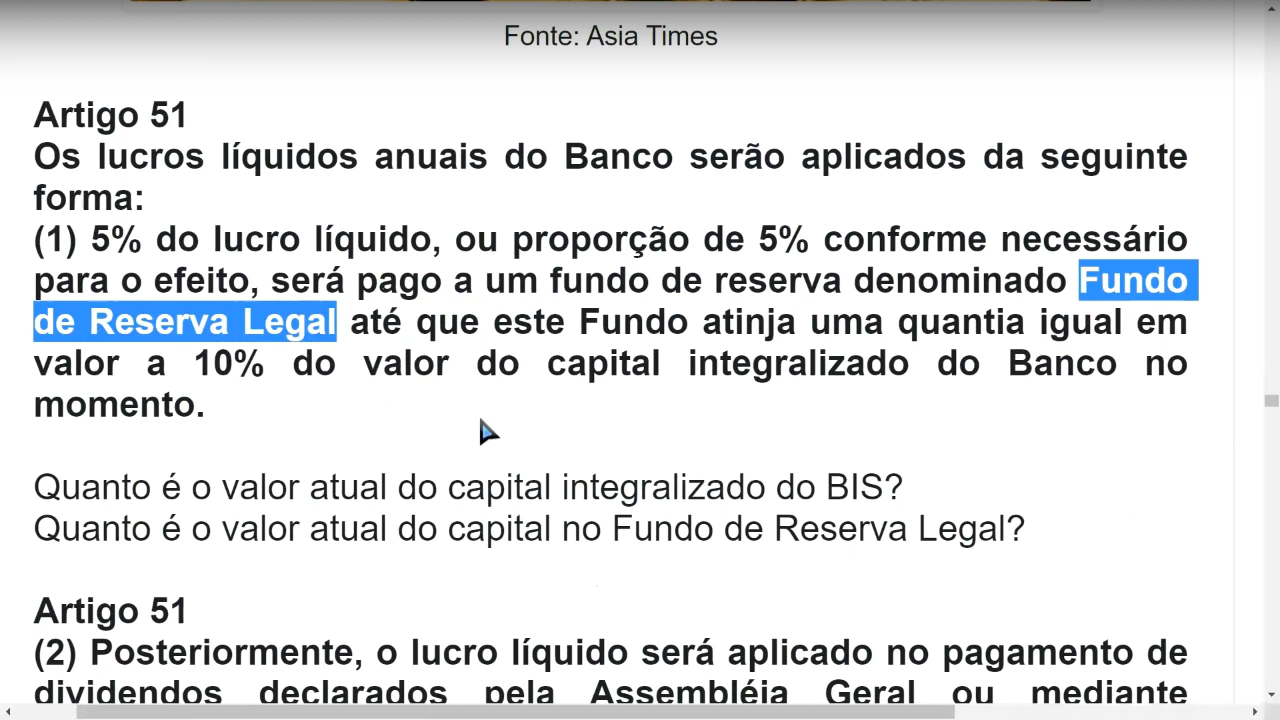 Fonte: Asia Times
Artigo 51
Os lucros líquidos anuais do Banco serão aplicados da seguinte
forma:
(1) 5% do lucro líquido, ou proporção de 5% conforme necessário
para o efeito, será pago a um fundo de reserva denominado Fundo
de Reserva Legal até que este Fundo atinja uma quantia igual em
valor a 10% do valor do capital integralizado do Banco no
momento.
Quanto é o valor atual do capital integralizado do BIS?
Quanto é o valor atual do capital no Fundo de Reserva Legal?
Artigo 51
(2) Posteriormente, o lucro líquido será aplicado no pagamento de
dividendos declarados pela Assembléia Geral ou mediante